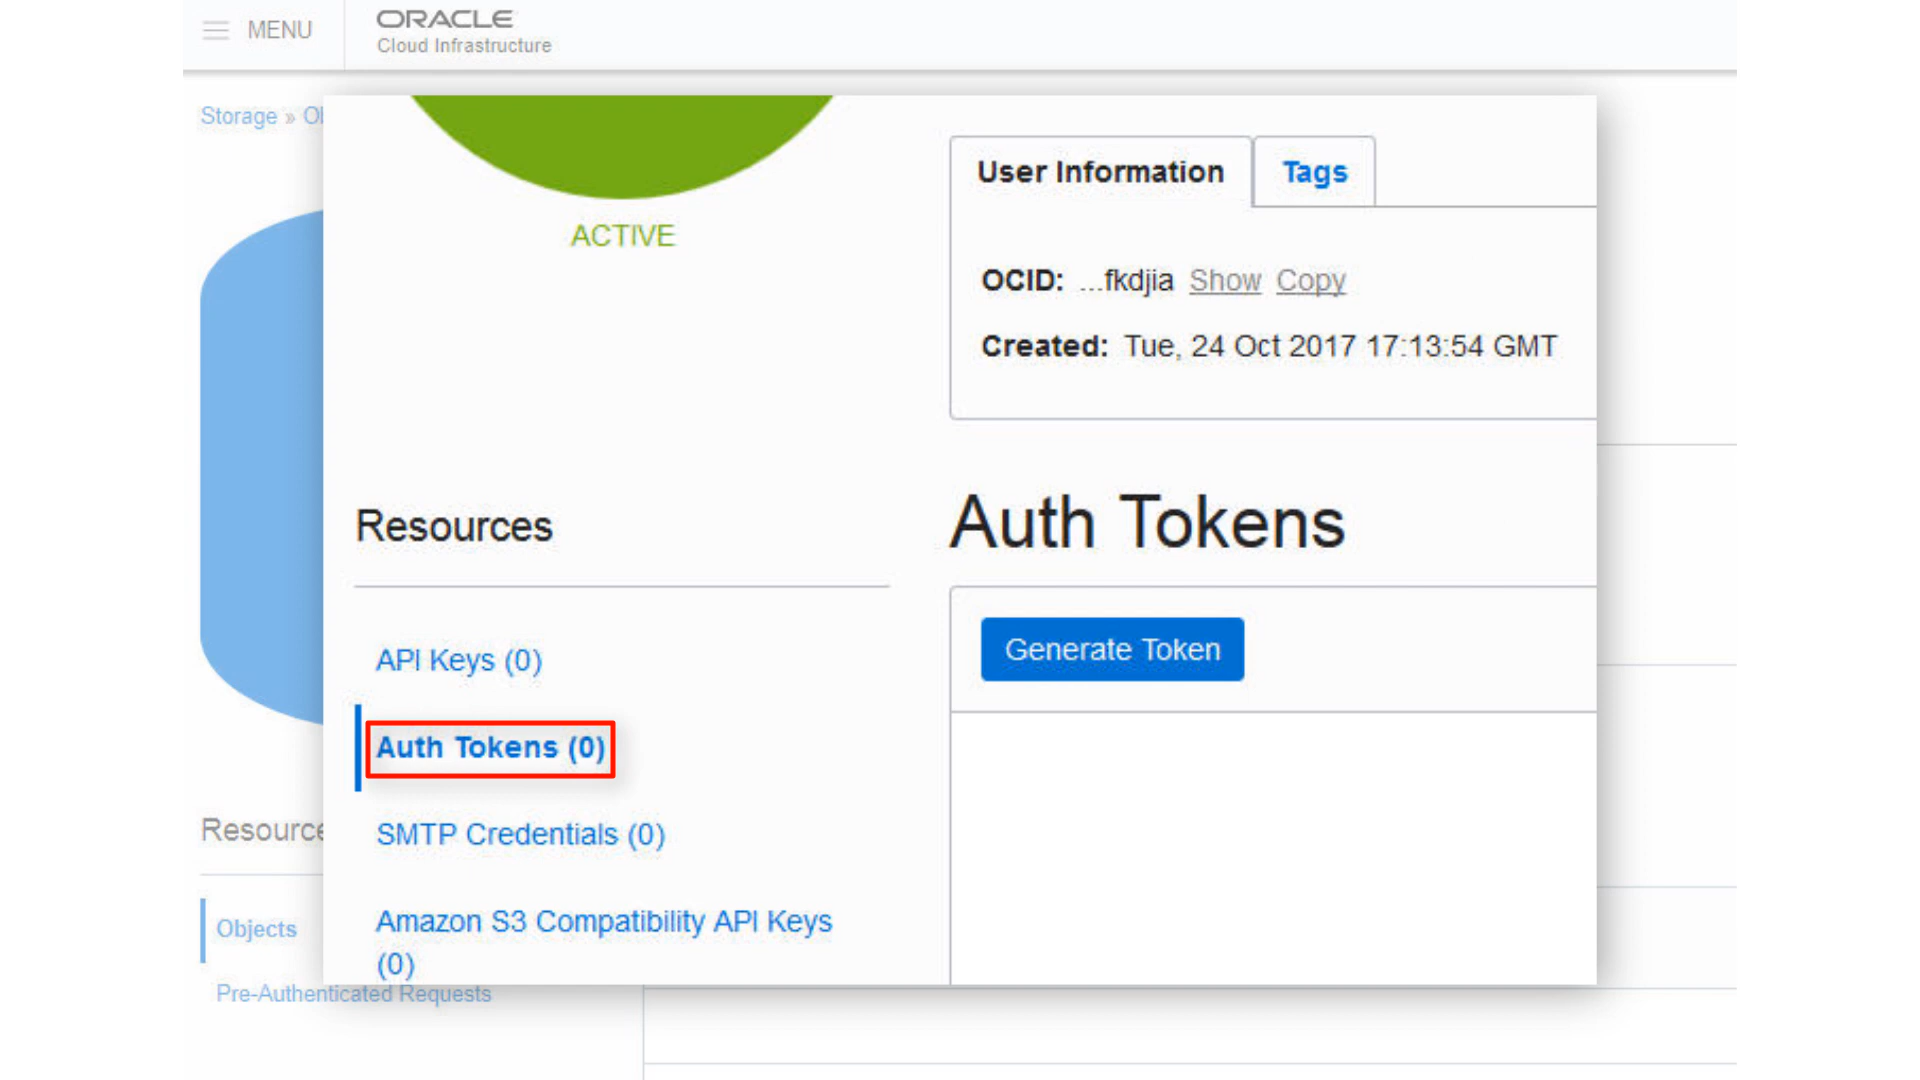 MENU
ORACLE
Cloud Infrastructure
Storage »
ACTIVE
User Information
Tags
OCID: ...fkdjia Show Copy
Created: Tue, 24 Oct 2017 17:13:54 GMT
Resources
Auth Tokens
API Keys (0)
Generate Token
Auth Tokens (0)
SMTP Credentials (0)
Amazon S3 Compatibility API Keys
(0)
Resource
Objects
Pre-Authenticated Requests